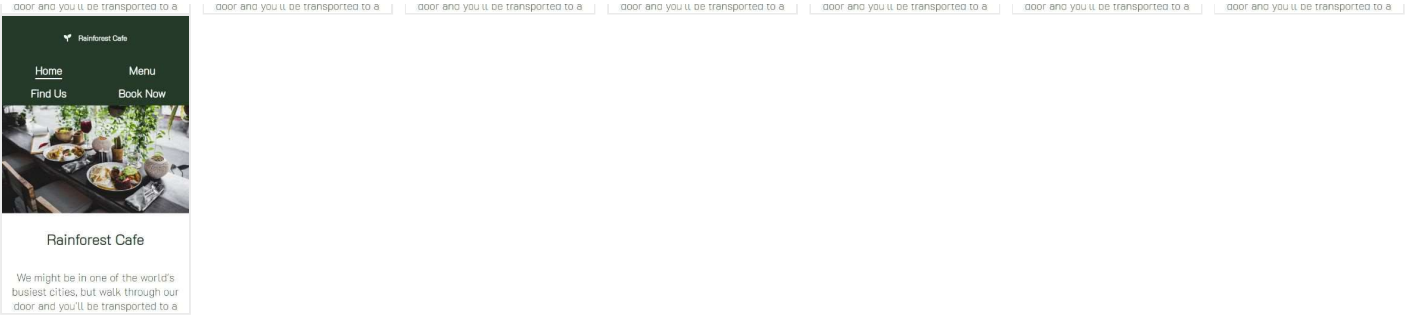 door and you'll be transported to a
door and you'll be transported to a
door and you'll be transported to a
door and you'll be transported to a
door and you'll be transported to a
door and you'll be transported to a
door and you'll be transported to a
Rainforest Cafe
Home
Menu
Find Us
Book Now
Rainforest Cafe
We might be in one of the world's
busiest cities, but walk through our
door and you'll be transported to a